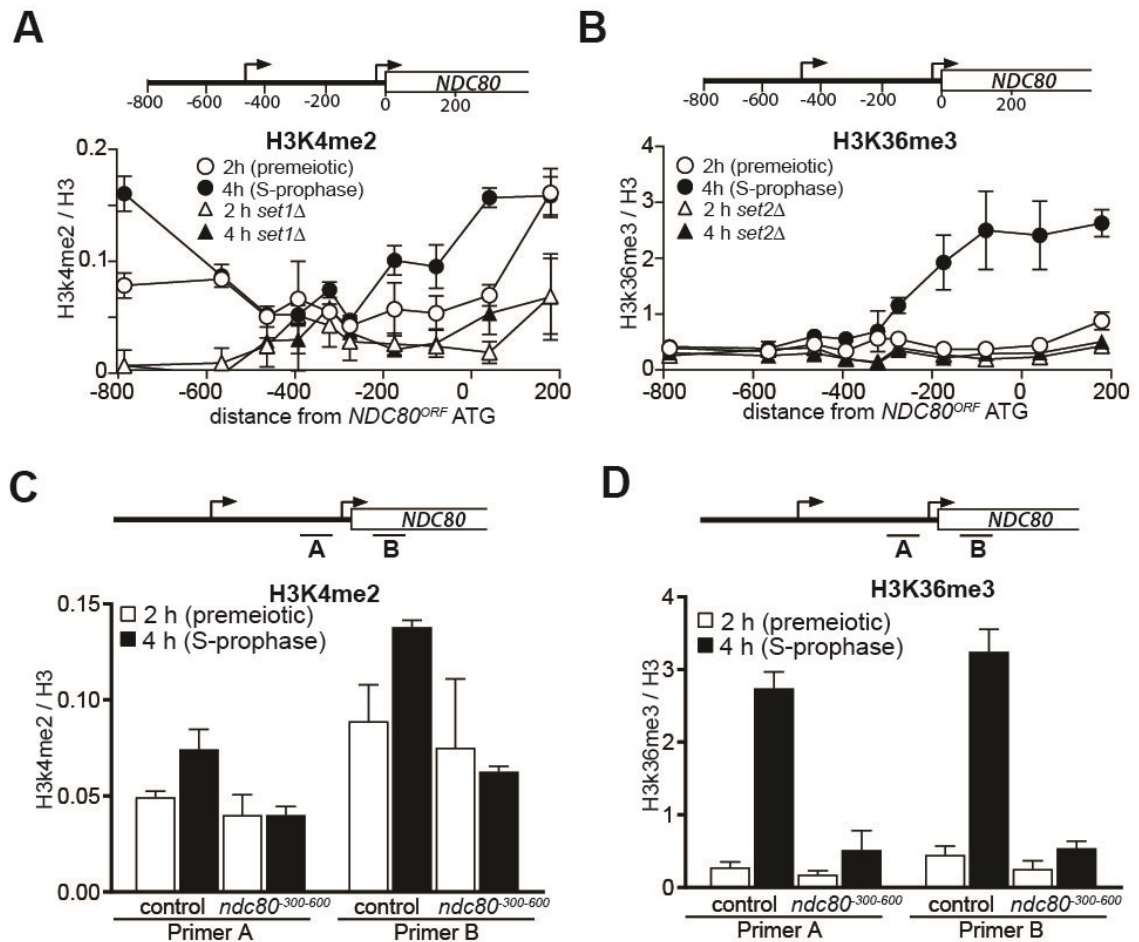 A
NDC80
-800 -600 -400 -200 0 200
H3K4me2
2h (premeiotic)
4h (S-prophase)
2 h set1Δ
4 h set1Δ
H3k4me2 / H3
0.2
0.1
0
-800 -600 -400 -200 0 200
distance from NDC80ORF ATG
B
NDC80
-800 -600 -400 -200 0 200
H3K36me3
2h (premeiotic)
4h (S-prophase)
2 h set2Δ
4 h set2Δ
H3k36me3 / H3
4
3
2
1
0
-800 -600 -400 -200 0 200
distance from NDC80ORF ATG
C
NDC80
A B
H3K4me2
2 h (premeiotic)
4 h (S-prophase)
H3k4me2 / H3
0.15
0.10
0.05
0.00
control ndc80-300-600 control ndc80-300-600
Primer A Primer B
D
NDC80
A B
H3K36me3
2 h (premeiotic)
4 h (S-prophase)
H3k36me3 / H3
4
3
2
1
0
control ndc80-300-600 control ndc80-300-600
Primer A Primer B